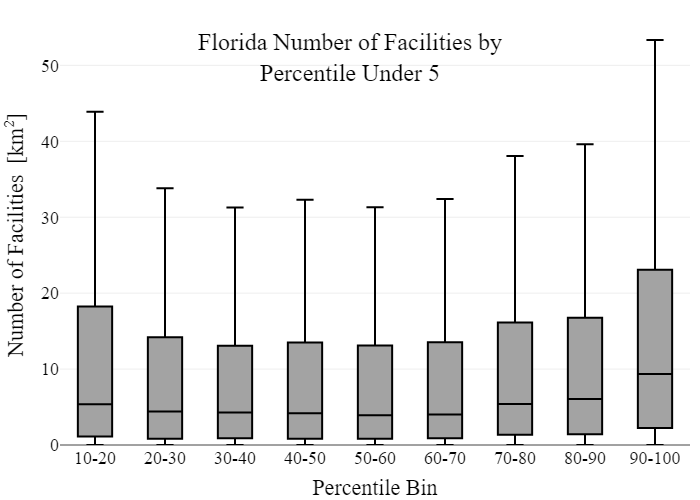 Florida Number of Facilities by
Percentile Under 5
Number of Facilities [km²]
50
40
30
20
10
0
10-20 20-30 30-40 40-50 50-60 60-70 70-80 80-90 90-100
Percentile Bin